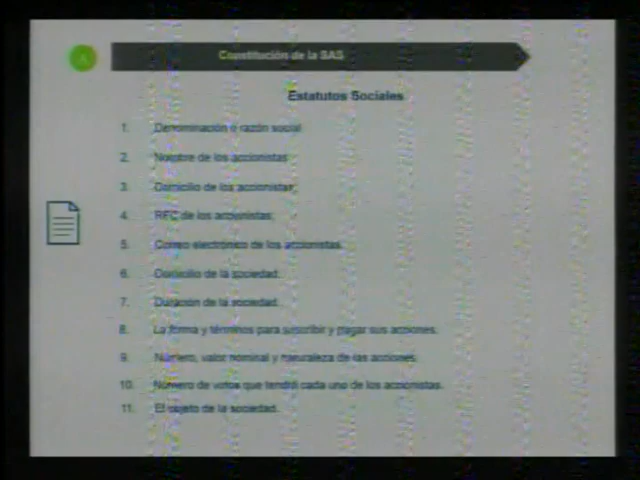 Constitución de la SAS
Estatutos Sociales
1. Denominación o razón social
2. Nombre de los accionistas
3. Domicilio de los accionistas;
4. RFC de los accionistas.
5. Correo electrónico de los accionistas.
6. Domicilio de la sociedad.
7. Duración de la sociedad.
8. La forma y términos para suscribir y pagar sus acciones.
9. Número, valor nominal y naturaleza de las acciones.
10. Número de votos que tendrá cada uno de los accionistas.
11. El objeto de la sociedad.